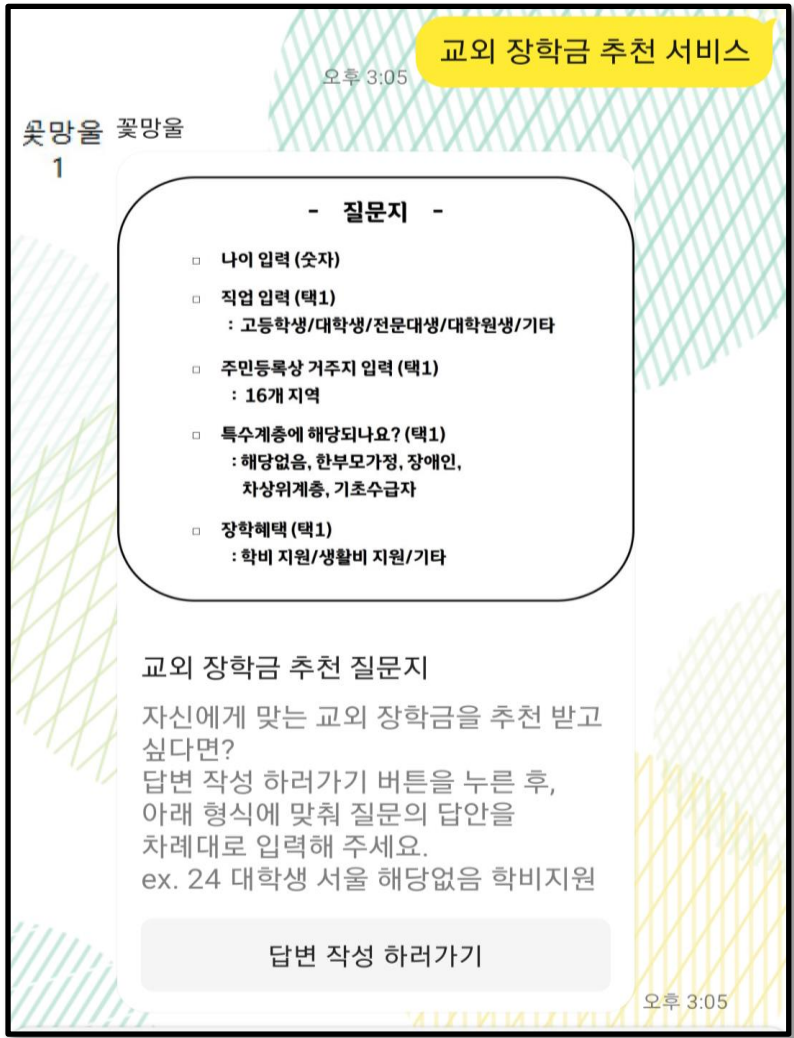 교외 장학금 추천 서비스
오후 3:05
꽃망울
1
꽃망울
- 질문지 -
□ 나이 입력 (숫자)
□ 직업 입력 (택1)
: 고등학생/대학생/전문대생/대학원생/기타
□ 주민등록상 거주지 입력 (택1)
: 16개 지역
□ 특수계층에 해당되나요? (택1)
: 해당없음, 한부모가정, 장애인,
차상위계층, 기초수급자
□ 장학혜택 (택1)
: 학비 지원/생활비 지원/기타
교외 장학금 추천 질문지
자신에게 맞는 교외 장학금을 추천 받고
싶다면?
답변 작성 하러가기 버튼을 누른 후,
아래 형식에 맞춰 질문의 답안을
차례대로 입력해 주세요.
ex. 24 대학생 서울 해당없음 학비지원
답변 작성 하러가기
오후 3:05